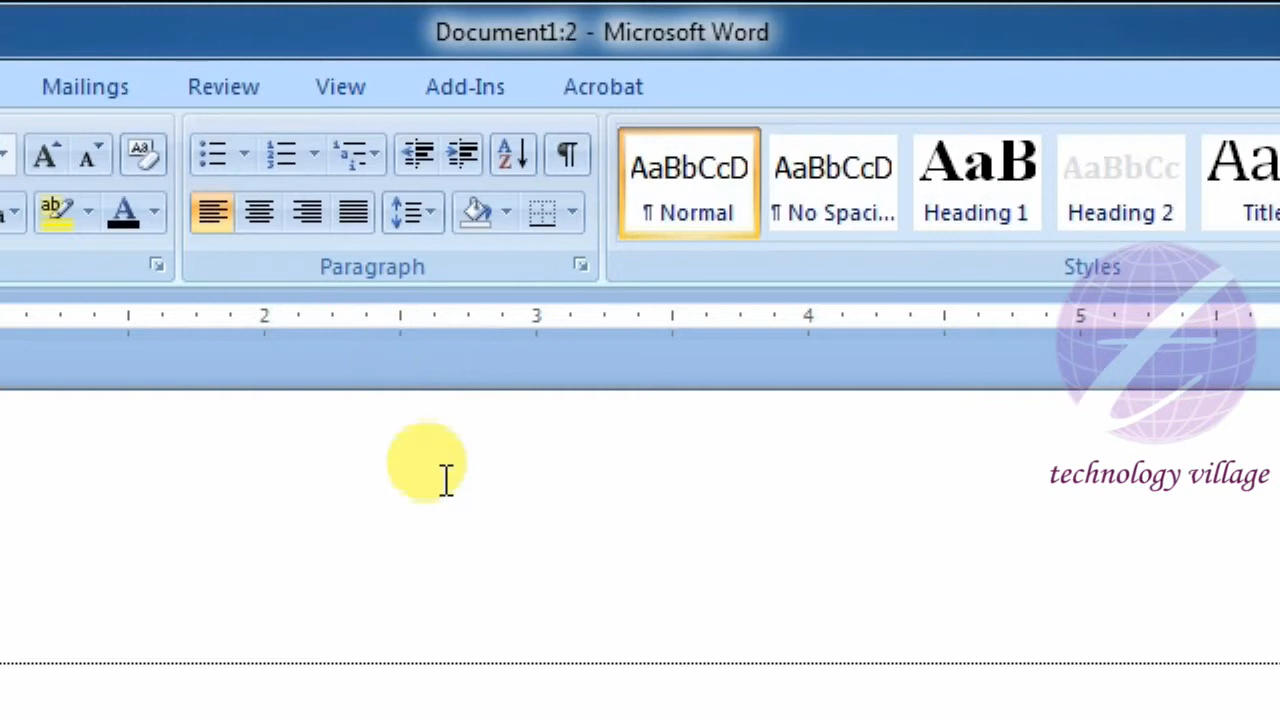 Document1:2 - Microsoft Word
Mailings Review View Add-Ins Acrobat
AaBbCcD AaBbCcD AaB AaBbCc Aa
¶ Normal ¶ No Spaci... Heading 1 Heading 2 Title
Paragraph Styles
2 3 4 5
technology village